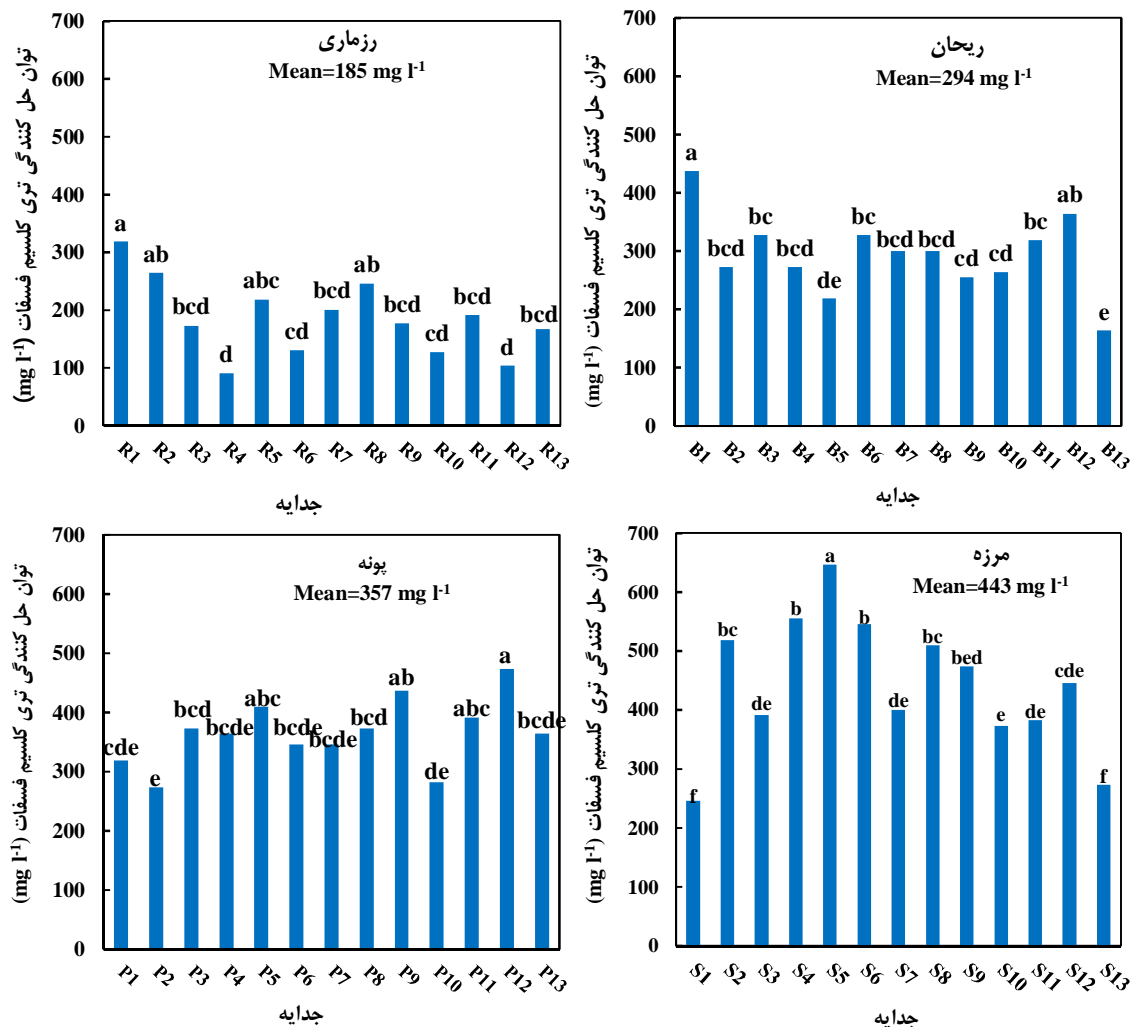 700
600
500
400
300
200
100
0
توان حل کنندگی تری کلسیم فسفات (mg l-1)
رزماری
Mean=185 mg l-1
a
ab
bcd
d
abc
cd
bcd
ab
bcd
cd
bcd
d
bcd
R1
R2
R3
R4
R5
R6
R7
R8
R9
R10
R11
R12
R13
جدایه
700
600
500
400
300
200
100
0
توان حل کنندگی تری کلسیم فسفات (mg l-1)
ریحان
Mean=294 mg l-1
a
bcd
bc
bcd
de
bc
bcd
bcd
cd
cd
bc
ab
e
B1
B2
B3
B4
B5
B6
B7
B8
B9
B10
B11
B12
B13
جدایه
700
600
500
400
300
200
100
0
توان حل کنندگی تری کلسیم فسفات (mg l-1)
پونه
Mean=357 mg l-1
cde
e
bcd
bcde
abc
bcde
bcde
bcd
ab
de
abc
a
bcde
P1
P2
P3
P4
P5
P6
P7
P8
P9
P10
P11
P12
P13
جدایه
700
600
500
400
300
200
100
0
توان حل کنندگی تری کلسیم فسفات (mg l-1)
مرزه
Mean=443 mg l-1
f
bc
de
b
a
b
de
bc
bed
e
de
cde
f
S1
S2
S3
S4
S5
S6
S7
S8
S9
S10
S11
S12
S13
جدایه